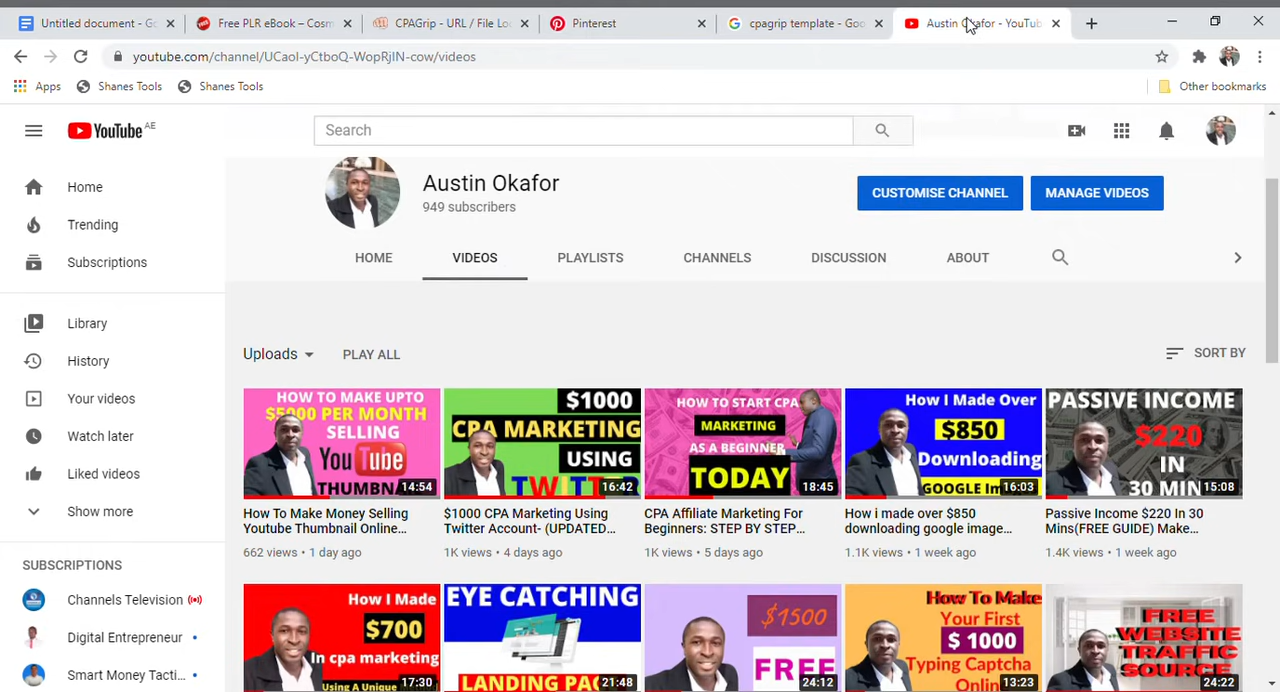 Untitled document - Go
Free PLR eBook – Cosm
CPAGrip - URL / File Lo
Pinterest
cpagrip template - Goo
Austin Okafor - YouTub
youtube.com/channel/UCaoI-yCtboQ-WopRjIN-cow/videos
Apps
Shanes Tools
Shanes Tools
Other bookmarks
YouTube AE
Search
Home
Trending
Subscriptions
Library
History
Your videos
Watch later
Liked videos
Show more
SUBSCRIPTIONS
Channels Television
Digital Entrepreneur
Smart Money Tacti...
Austin Okafor
949 subscribers
CUSTOMISE CHANNEL
MANAGE VIDEOS
HOME
VIDEOS
PLAYLISTS
CHANNELS
DISCUSSION
ABOUT
Uploads
PLAY ALL
SORT BY
HOW TO MAKE UPTO
$5000 PER MONTH
SELLING
YouTube
THUMBNA
14:54
How To Make Money Selling
Youtube Thumbnail Online...
662 views • 1 day ago
$1000
CPA MARKETING
USING
TWITTE
16:42
$1000 CPA Marketing Using
Twitter Account- (UPDATED...
1K views • 4 days ago
HOW TO START CPA
MARKETING
AS A BEGINNER
TODAY
18:45
CPA Affiliate Marketing For
Beginners: STEP BY STEP...
1K views • 5 days ago
How I Made Over
$850
Downloading
GOOGLE Im
16:03
How i made over $850
downloading google image...
1.1K views • 1 week ago
PASSIVE INCOME
$220
IN
30 MIN
15:08
Passive Income $220 In 30
Mins(FREE GUIDE) Make...
1.4K views • 1 week ago
How I Made
$700
In cpa marketing
Using A Unique
17:30
EYE CATCHING
LANDING PAG
21:48
$1500
FREE
24:12
How To Make
Your First
$ 1000
Typing Captcha
Onlin
13:23
FREE
WEBSITE
TRAFFIC
SOURCE
24:22